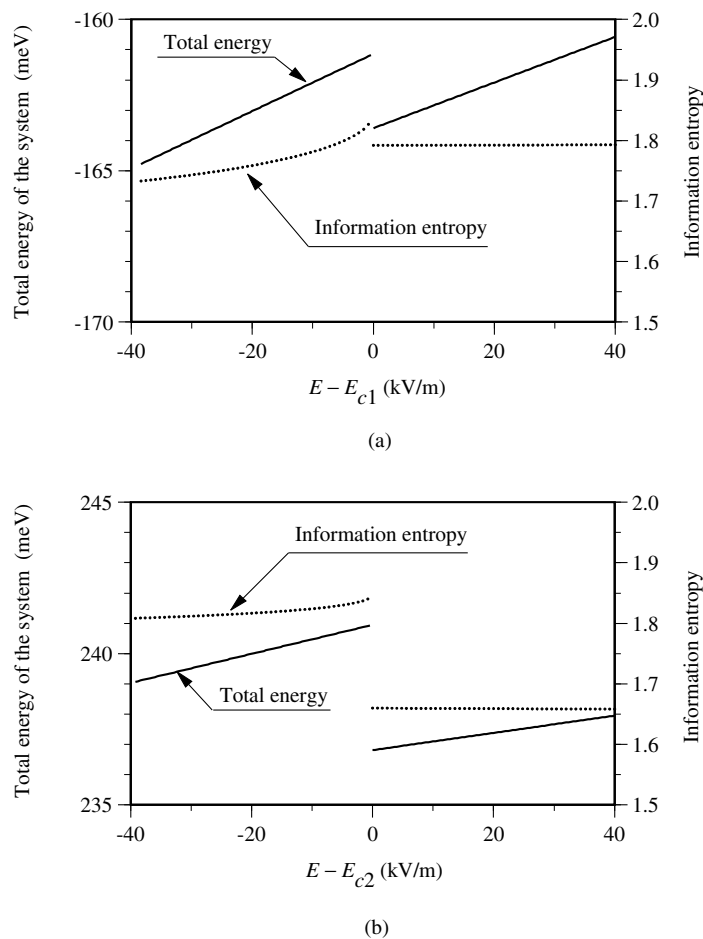 Total energy of the system (meV)
-160
-165
-170
Total energy
Information entropy
2.0
1.9
1.8
1.7
1.6
1.5
Information entropy
-40
-20
0
20
40
E – Ec1 (kV/m)
(a)
Total energy of the system (meV)
245
240
235
Information entropy
Total energy
2.0
1.9
1.8
1.7
1.6
1.5
Information entropy
-40
-20
0
20
40
E – Ec2 (kV/m)
(b)